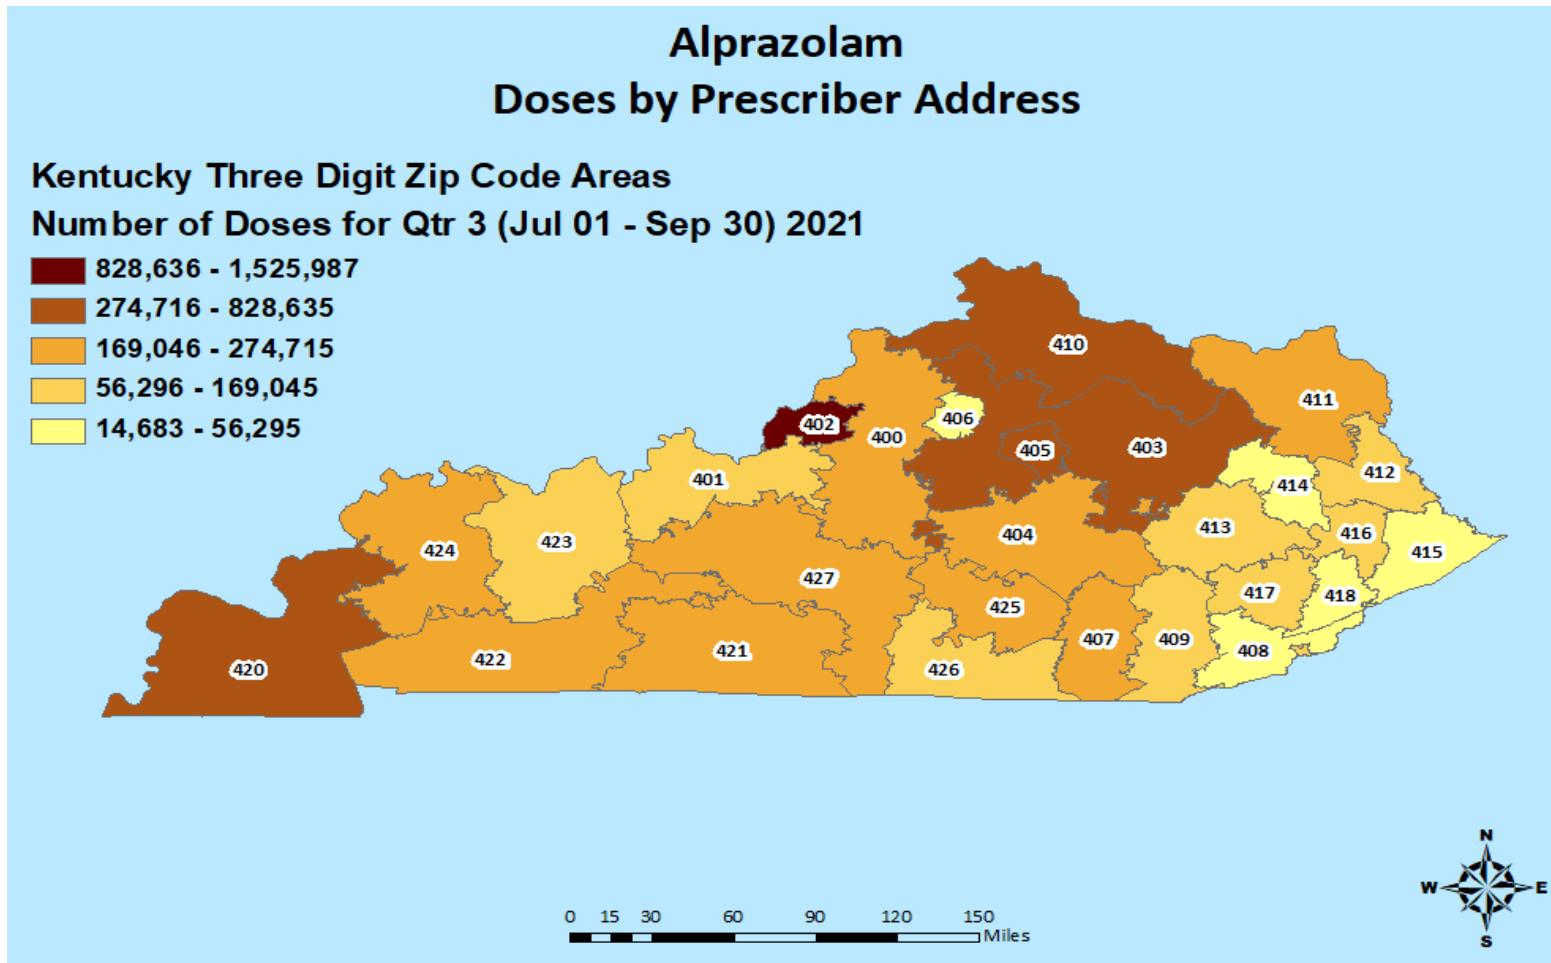 Alprazolam
Doses by Prescriber Address
Kentucky Three Digit Zip Code Areas
Number of Doses for Qtr 3 (Jul 01 - Sep 30) 2021
828,636 - 1,525,987
274,716 - 828,635
169,046 - 274,715
56,296 - 169,045
14,683 - 56,295
410
411
406
402
400
405
403
412
401
414
413
416
404
423
424
415
427
417
418
425
407
409
421
408
422
426
420
N
W E
S
0 15 30 60 90 120 150
Miles